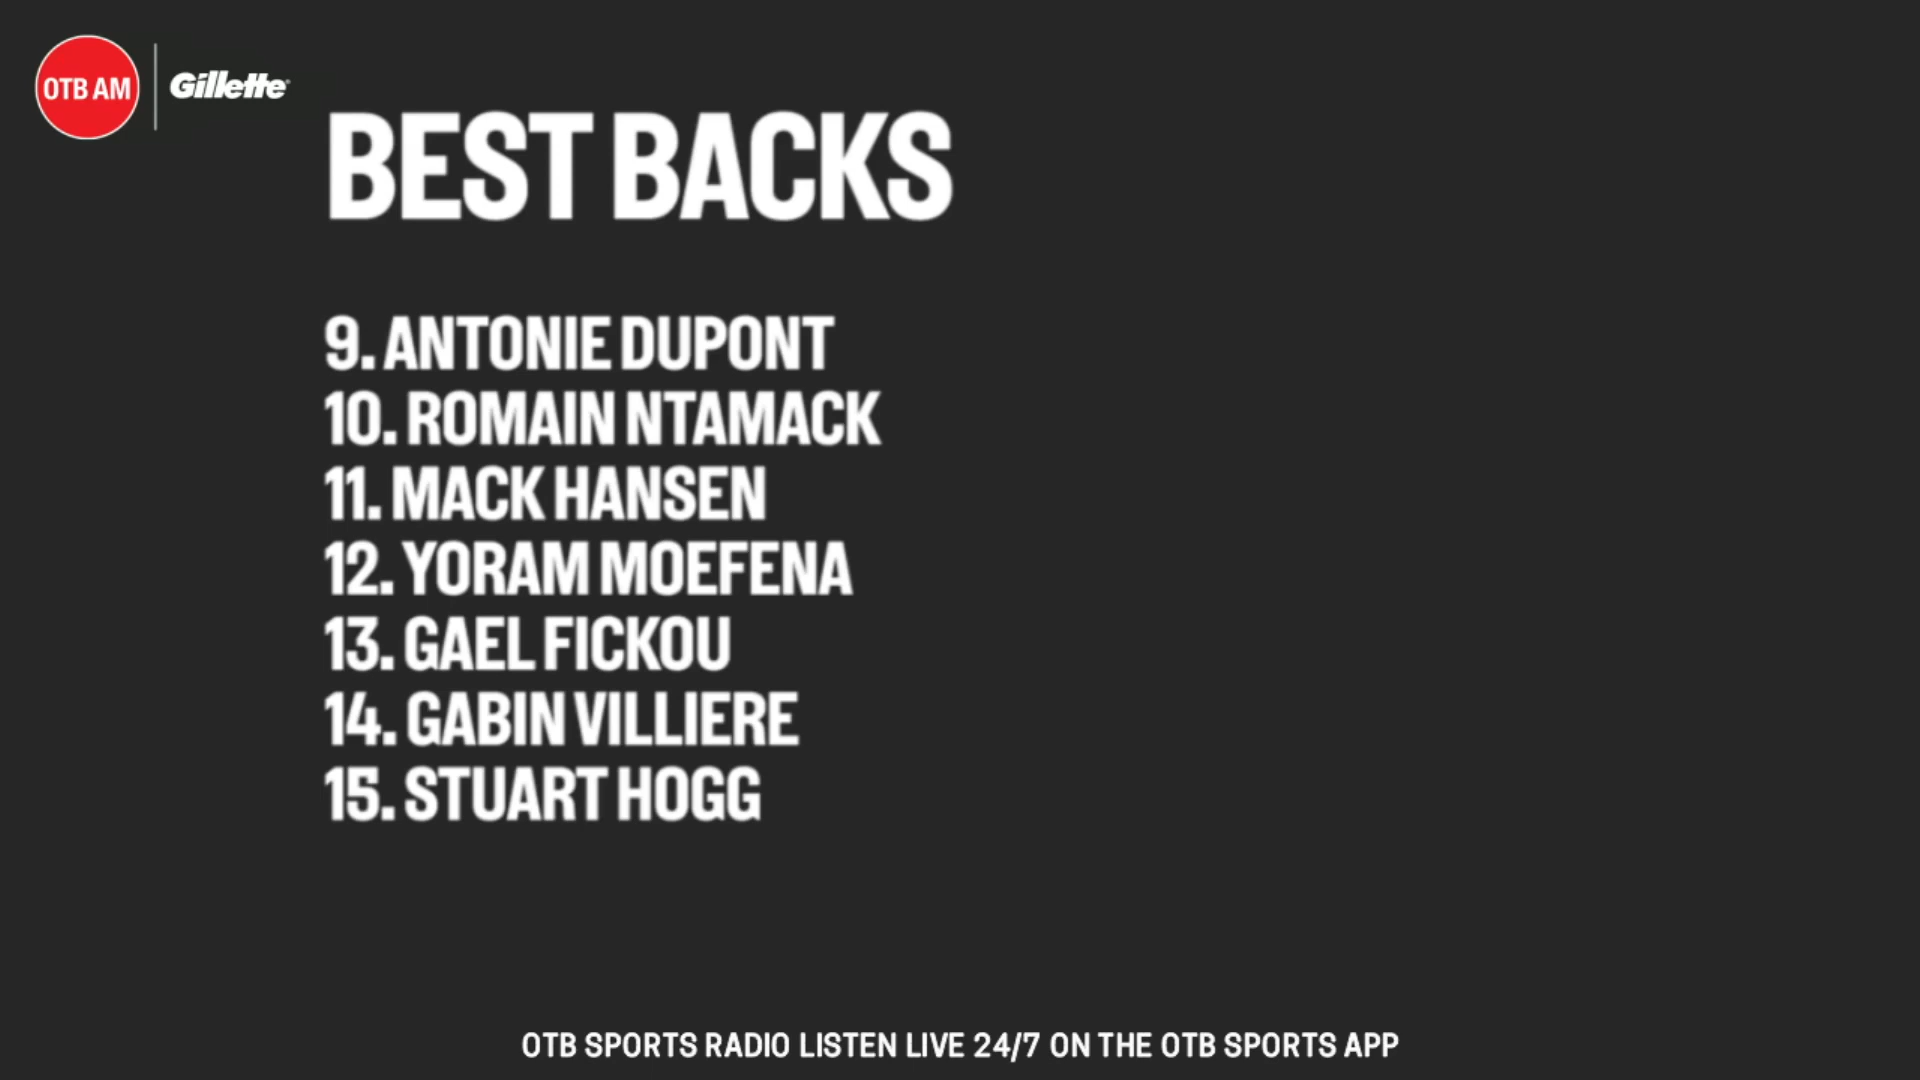 OTB AM
Gillette
BEST BACKS
9. ANTONIE DUPONT
10. ROMAIN NTAMACK
11. MACK HANSEN
12. YORAM MOEFENA
13. GAEL FICKOU
14. GABIN VILLIERE
15. STUART HOGG
OTB SPORTS RADIO LISTEN LIVE 24/7 ON THE OTB SPORTS APP